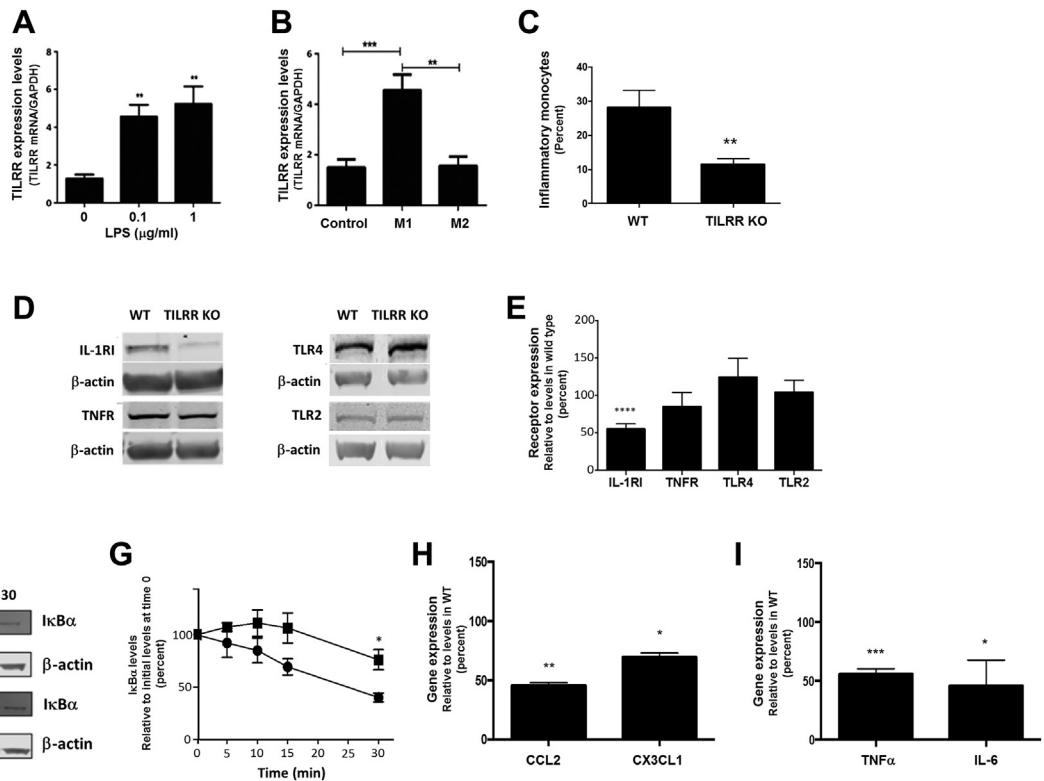 A
TILRR expression levels
(TILRR mRNA/GAPDH)
8
6
4
2
0
** **
0 0.1 1
LPS (μg/ml)
B
TILRR expression levels
(TILRR mRNA/GAPDH)
8
6
4
2
0
*** **
Control M1 M2
C
Inflammatory monocytes
(Percent)
40
30
20
10
0
**
WT TILRR KO
D
WT TILRR KO
IL-1RI
β-actin
TNFR
β-actin
WT TILRR KO
TLR4
β-actin
TLR2
β-actin
E
Receptor expression
Relative to levels in wild type
(percent)
200
150
100
50
0
****
IL-1RI TNFR TLR4 TLR2
30
IκBα
β-actin
IκBα
β-actin
G
IκBα levels
Relative to initial levels at time 0
(percent)
100
50
0
*
0 5 10 15 20 25 30
Time (min)
H
Gene expression
Relative to levels in WT
(percent)
150
100
50
0
** *
CCL2 CX3CL1
I
Gene expression
Relative to levels in WT
(percent)
150
100
50
0
*** *
TNFα IL-6